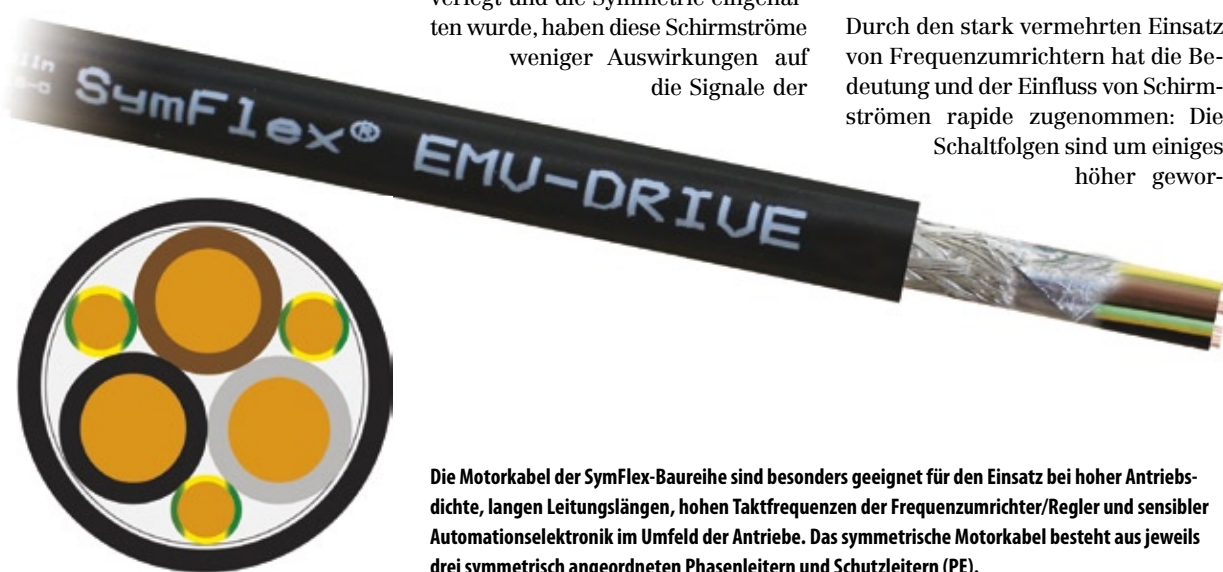 ten wurde, haben diese Schirmströme
weniger Auswirkungen auf
die Signale der
Durch den stark vermehrten Einsatz
von Frequenzumrichtern hat die Be-
deutung und der Einfluss von Schirm-
strömen rapide zugenommen: Die
Schaltfolgen sind um einiges
höher gewor-
SymFlex® EMV-DRIVE
Die Motorkabel der SymFlex-Baureihe sind besonders geeignet für den Einsatz bei hoher Antriebs-
dichte, langen Leitungslängen, hohen Taktfrequenzen der Frequenzumrichter/Regler und sensibler
Automationselektronik im Umfeld der Antriebe. Das symmetrische Motorkabel besteht aus jeweils
drei symmetrisch angeordneten Phasenleitern und Schutzleitern (PE).